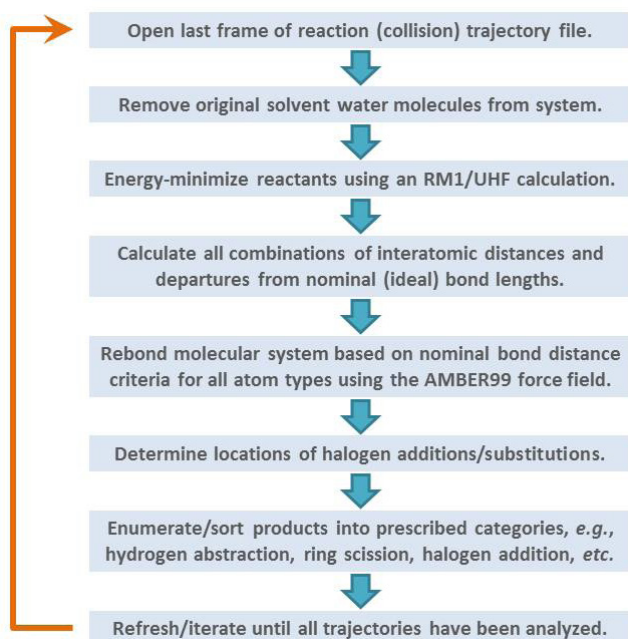 Open last frame of reaction (collision) trajectory file.
Remove original solvent water molecules from system.
Energy-minimize reactants using an RM1/UHF calculation.
Calculate all combinations of interatomic distances and
departures from nominal (ideal) bond lengths.
Rebond molecular system based on nominal bond distance
criteria for all atom types using the AMBER99 force field.
Determine locations of halogen additions/substitutions.
Enumerate/sort products into prescribed categories, e.g.,
hydrogen abstraction, ring scission, halogen addition, etc.
Refresh/iterate until all trajectories have been analyzed.